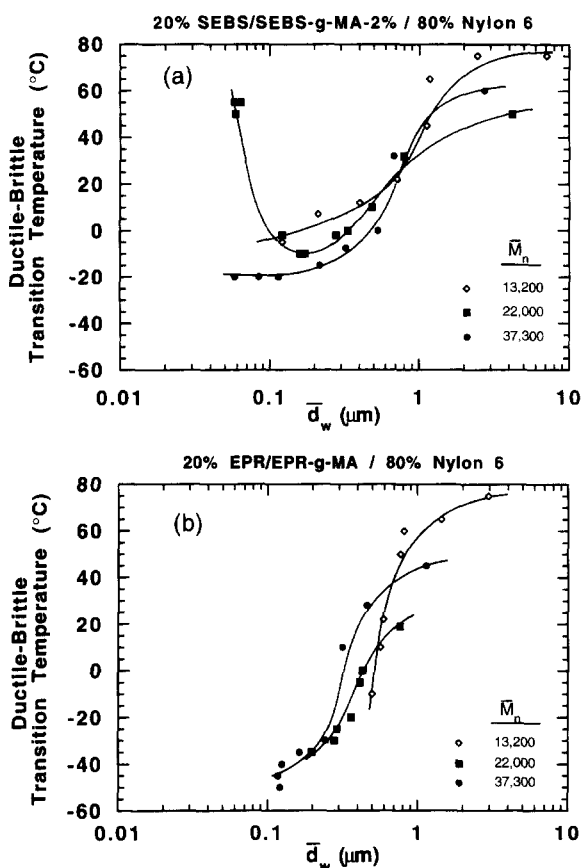 20% SEBS/SEBS-g-MA-2% / 80% Nylon 6
(a)
Ductile-Brittle
Transition Temperature (°C)
80
60
40
20
0
-20
-40
-60
M̅n
13,200
22,000
37,300
0.01
0.1
1
10
d̅w (μm)
20% EPR/EPR-g-MA / 80% Nylon 6
(b)
Ductile-Brittle
Transition Temperature (°C)
80
60
40
20
0
-20
-40
-60
M̅n
13,200
22,000
37,300
0.01
0.1
1
10
d̅w (μm)